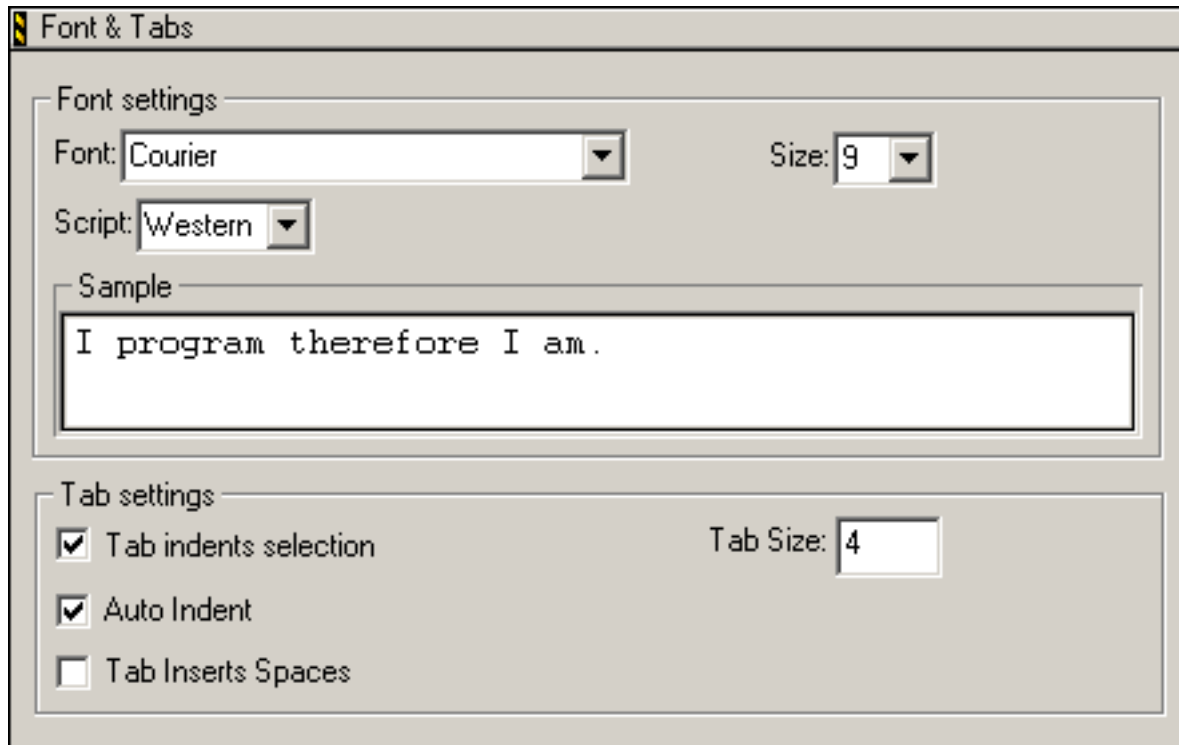 Font & Tabs
Font settings
Font: Courier Size: 9
Script: Western
Sample
I program therefore I am.
Tab settings
Tab indents selection Tab Size: 4
Auto Indent
Tab Inserts Spaces